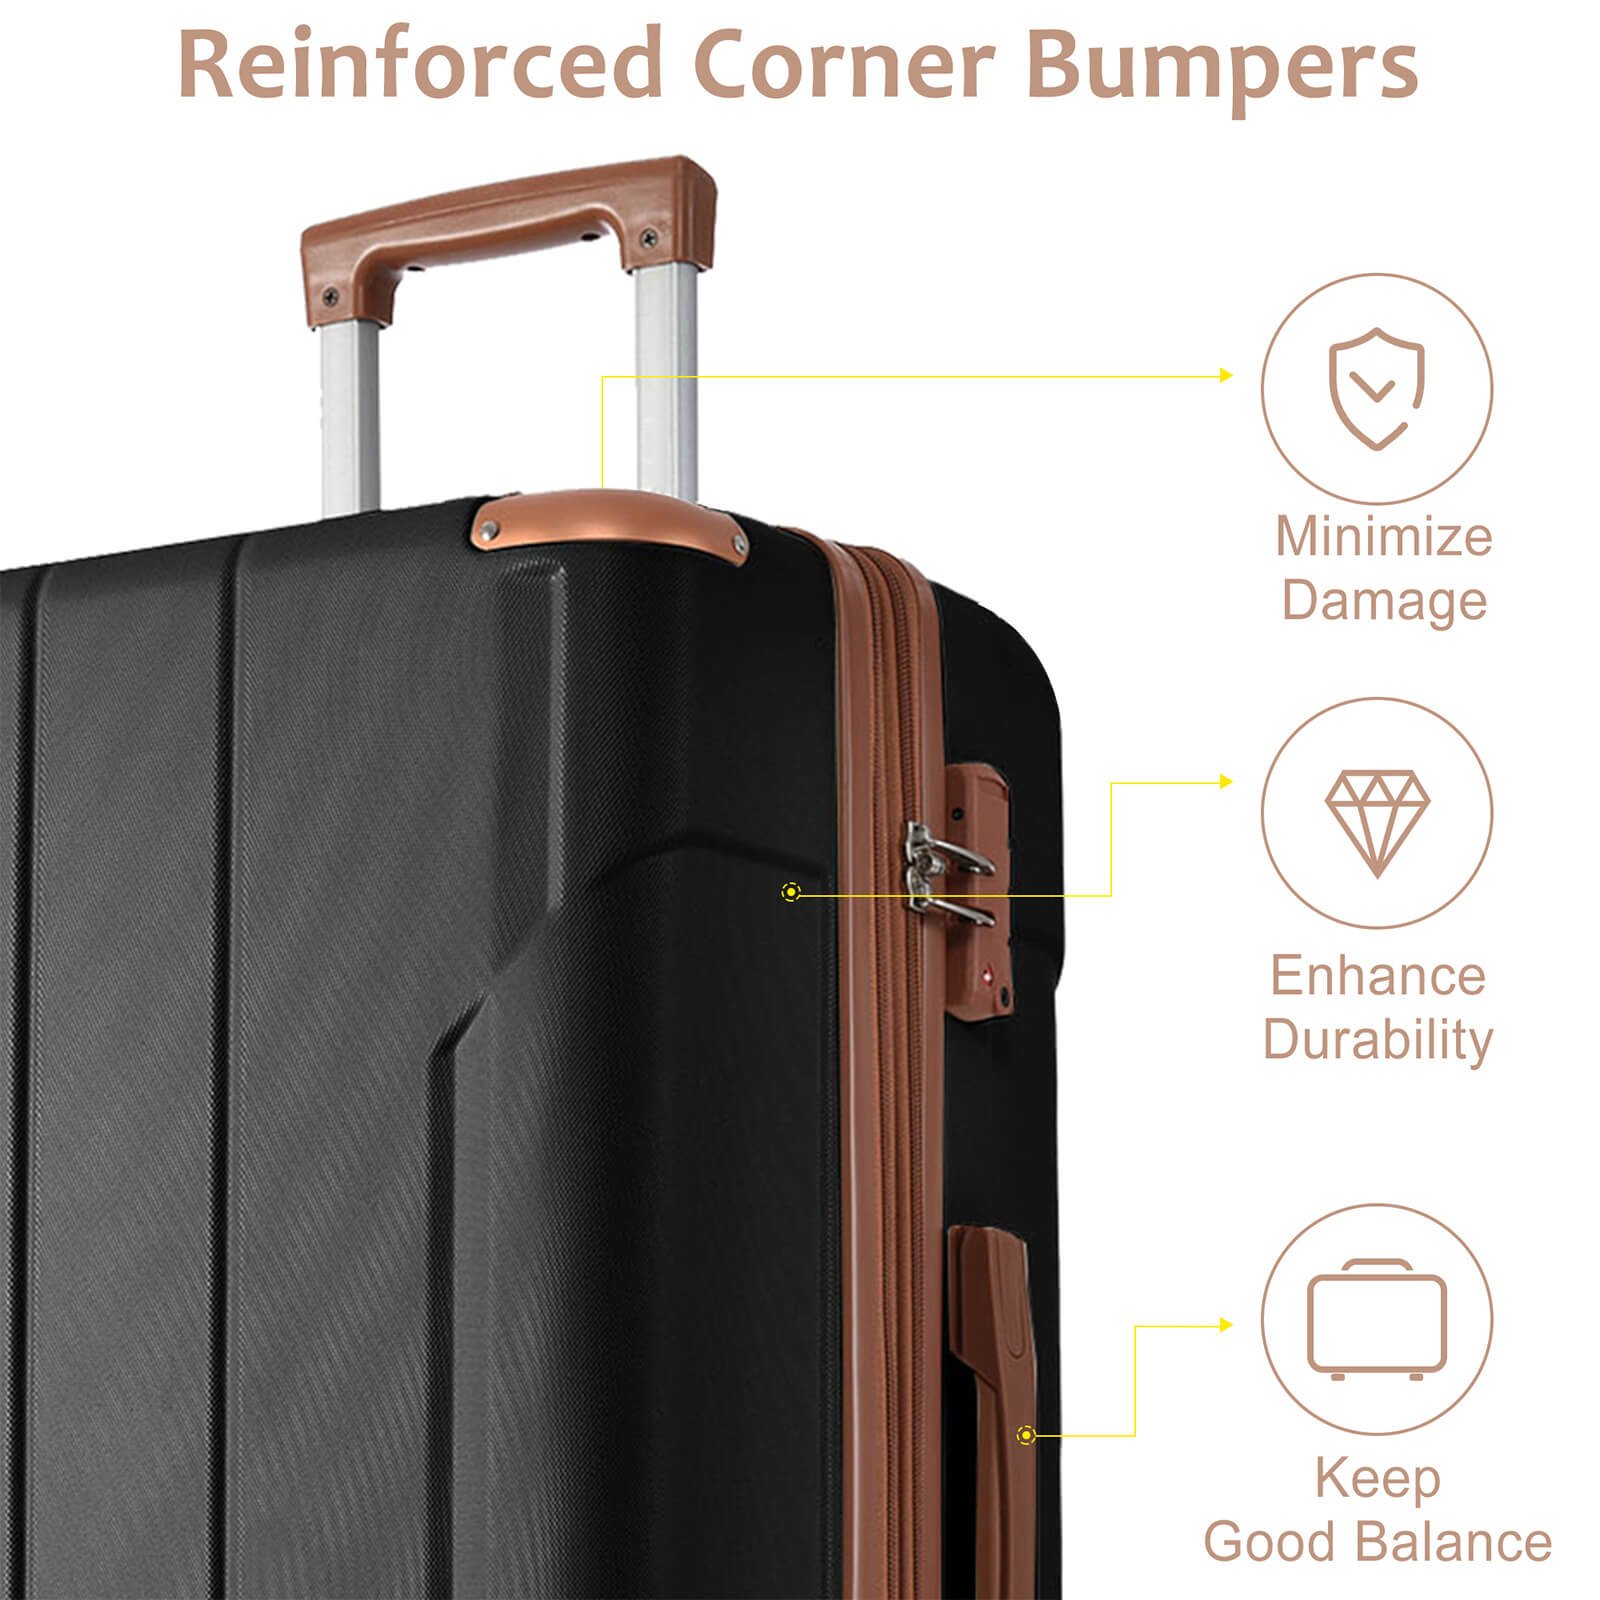 Reinforced Corner Bumpers
Minimize
Damage
Enhance
Durability
Keep
Good Balance